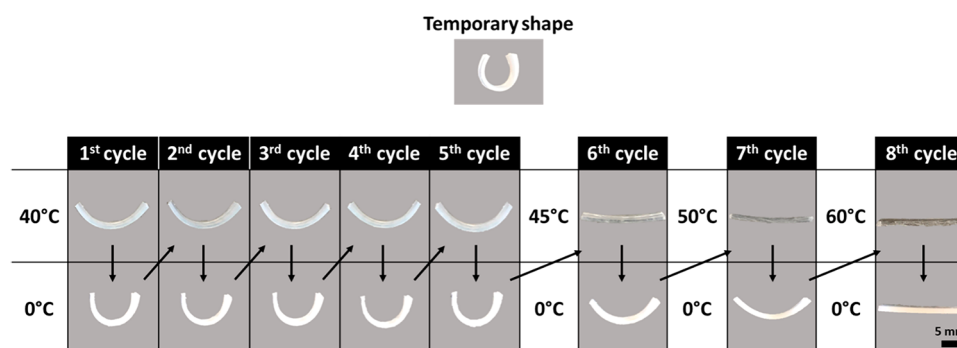 Temporary shape
1st cycle 2nd cycle 3rd cycle 4th cycle 5th cycle 6th cycle 7th cycle 8th cycle
40°C 45°C 50°C 60°C
0°C 0°C 0°C 0°C
5 mm